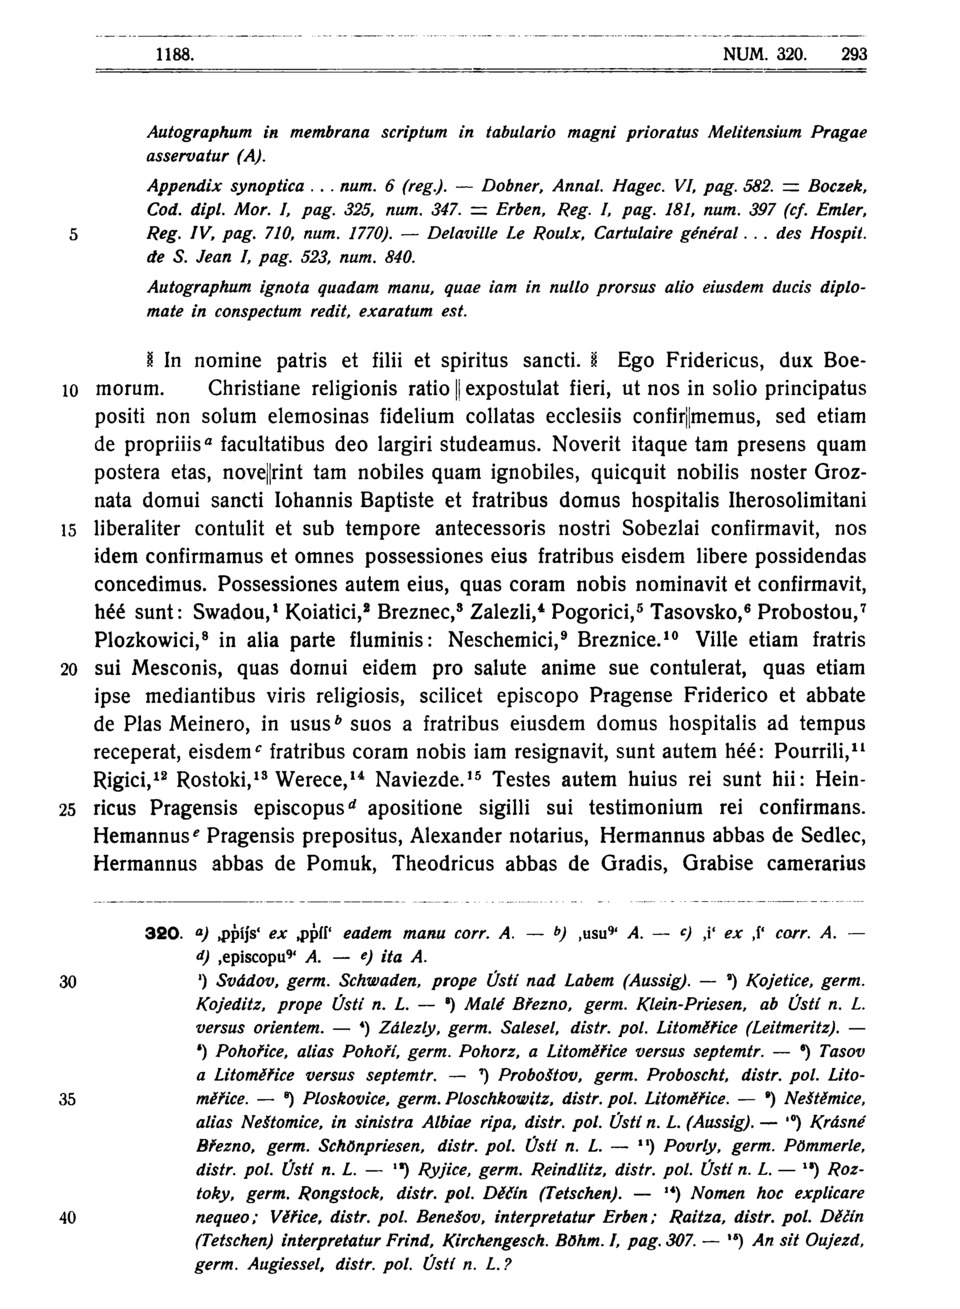 1188. NUM. 320. 293
Autographum in membrana scriptum in tabulario magni prioratus Melitensium Pragae
asservatur (A).
Appendix synoptica . . . num. 6 (reg.). — Dobner, Annal. Hagec. VI, pag. 582. = Boczek,
Cod. dipl. Mor. I, pag. 325, num. 347. = Erben, Reg. I, pag. 181, num. 397 (cf. Emler,
5 Reg. IV, pag. 710, num. 1770). — Delaville Le Roulx, Cartulaire général . . . des Hospit.
de S. Jean I, pag. 523, num. 840.
Autographum ignota quadam manu, quae iam in nullo prorsus alio eiusdem ducis diplo-
mate in conspectum redit, exaratum est.
§ In nomine patris et filii et spiritus sancti. § Ego Fridericus, dux Boe-
10 morum. Christiane religionis ratio || expostulat fieri, ut nos in solio principatus
positi non solum elemosinas fidelium collatas ecclesiis confir||memus, sed etiam
de propriiis ᵃ facultatibus deo largiri studeamus. Noverit itaque tam presens quam
postera etas, nove||rint tam nobiles quam ignobiles, quicquit nobilis noster Groz-
nata domui sancti Iohannis Baptiste et fratribus domus hospitalis Iherosolimitani
15 liberaliter contulit et sub tempore antecessoris nostri Sobezlai confirmavit, nos
idem confirmamus et omnes possessiones eius fratribus eisdem libere possidendas
concedimus. Possessiones autem eius, quas coram nobis nominavit et confirmavit,
héé sunt: Swadou,¹ Koiatici,² Breznec,³ Zalezli,⁴ Pogorici,⁵ Tasovsko,⁶ Probostou,⁷
Plozkowici,⁸ in alia parte fluminis: Neschemici,⁹ Breznice.¹⁰ Ville etiam fratris
20 sui Mesconis, quas domui eidem pro salute anime sue contulerat, quas etiam
ipse mediantibus viris religiosis, scilicet episcopo Pragense Friderico et abbate
de Plas Meinero, in usus ᵇ suos a fratribus eiusdem domus hospitalis ad tempus
receperat, eisdem ᶜ fratribus coram nobis iam resignavit, sunt autem héé: Pourrili,¹¹
Rigici,¹² Rostoki,¹³ Werece,¹⁴ Naviezde.¹⁵ Testes autem huius rei sunt hii: Hein-
25 ricus Pragensis episcopus ᵈ apositione sigilli sui testimonium rei confirmans.
Hemannus ᵉ Pragensis prepositus, Alexander notarius, Hermannus abbas de Sedlec,
Hermannus abbas de Pomuk, Theodricus abbas de Gradis, Grabise camerarius
320. a) ‚ppijs‘ ex ‚ppiſ‘ eadem manu corr. A. — b) ‚usu⁹‘ A. — c) ‚i‘ ex ‚f‘ corr. A. —
d) ‚episcopu⁹‘ A. — e) ita A.
30 ¹) Svádov, germ. Schwaden, prope Ústí nad Labem (Aussig). — ²) Kojetice, germ.
Kojeditz, prope Ústí n. L. — ³) Malé Březno, germ. Klein-Priesen, ab Ústí n. L.
versus orientem. — ⁴) Zálezly, germ. Salesel, distr. pol. Litoměřice (Leitmeritz). —
⁵) Pohořice, alias Pohoří, germ. Pohorz, a Litoměřice versus septemtr. — ⁶) Tasov
a Litoměřice versus septemtr. — ⁷) Proboštov, germ. Proboscht, distr. pol. Lito-
35 měřice. — ⁸) Ploskovice, germ. Ploschkowitz, distr. pol. Litoměřice. — ⁹) Neštěmice,
alias Neštomice, in sinistra Albiae ripa, distr. pol. Ústí n. L. (Aussig). — ¹⁰) Krásné
Březno, germ. Schönpriesen, distr. pol. Ústí n. L. — ¹¹) Povrly, germ. Pömmerle,
distr. pol. Ústí n. L. — ¹²) Ryjice, germ. Reindlitz, distr. pol. Ústí n. L. — ¹³) Roz-
toky, germ. Rongstock, distr. pol. Děčín (Tetschen). — ¹⁴) Nomen hoc explicare
40 nequeo; Věřice, distr. pol. Benešov, interpretatur Erben; Raitza, distr. pol. Děčín
(Tetschen) interpretatur Frind, Kirchengesch. Böhm. I, pag. 307. — ¹⁵) An sit Oujezd,
germ. Augiessel, distr. pol. Ústí n. L.?